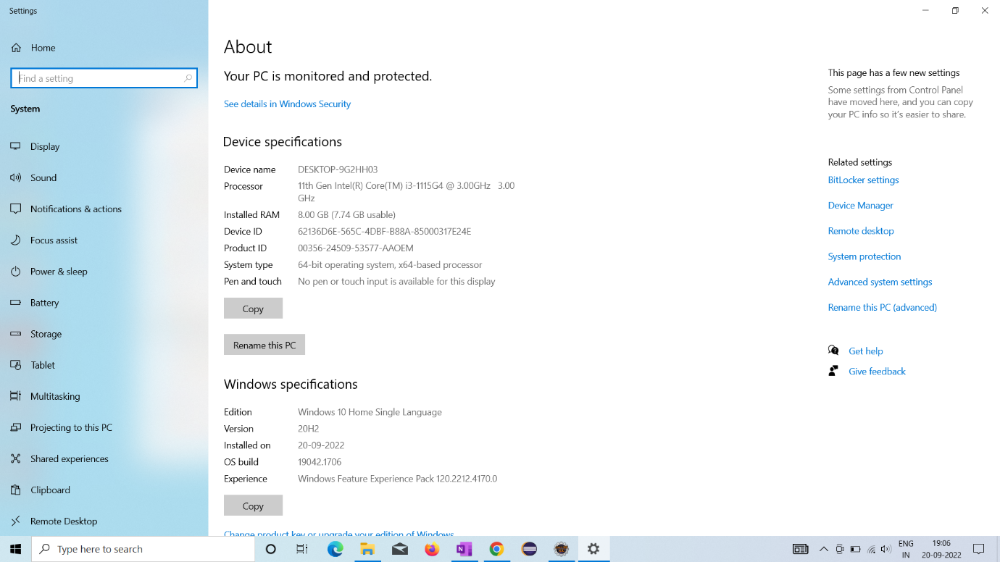 Settings
Home
Find a setting
System
Display
Sound
Notifications & actions
Focus assist
Power & sleep
Battery
Storage
Tablet
Multitasking
Projecting to this PC
Shared experiences
Clipboard
Remote Desktop
About
Your PC is monitored and protected.
See details in Windows Security
Device specifications
Device name DESKTOP-9G2HH03
Processor 11th Gen Intel(R) Core(TM) i3-1115G4 @ 3.00GHz 3.00
GHz
Installed RAM 8.00 GB (7.74 GB usable)
Device ID 62136D6E-565C-4DBF-B88A-85000317E24E
Product ID 00356-24509-53577-AAOEM
System type 64-bit operating system, x64-based processor
Pen and touch No pen or touch input is available for this display
Copy
Rename this PC
Windows specifications
Edition Windows 10 Home Single Language
Version 20H2
Installed on 20-09-2022
OS build 19042.1706
Experience Windows Feature Experience Pack 120.2212.4170.0
Copy
Change product key or upgrade your edition of Windows
This page has a few new settings
Some settings from Control Panel
have moved here, and you can copy
your PC info so it's easier to share.
Related settings
BitLocker settings
Device Manager
Remote desktop
System protection
Advanced system settings
Rename this PC (advanced)
Get help
Give feedback
Type here to search
N
ENG
IN
19:06
20-09-2022